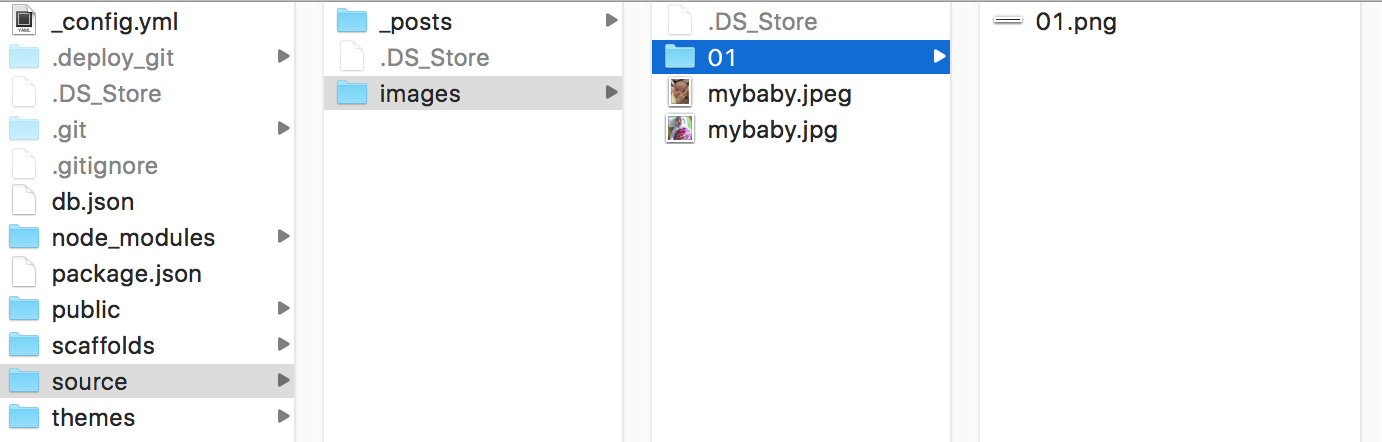 _config.yml
.deploy_git
.DS_Store
.git
.gitignore
db.json
node_modules
package.json
public
scaffolds
source
themes
_posts
.DS_Store
images
.DS_Store
01
mybaby.jpeg
mybaby.jpg
01.png